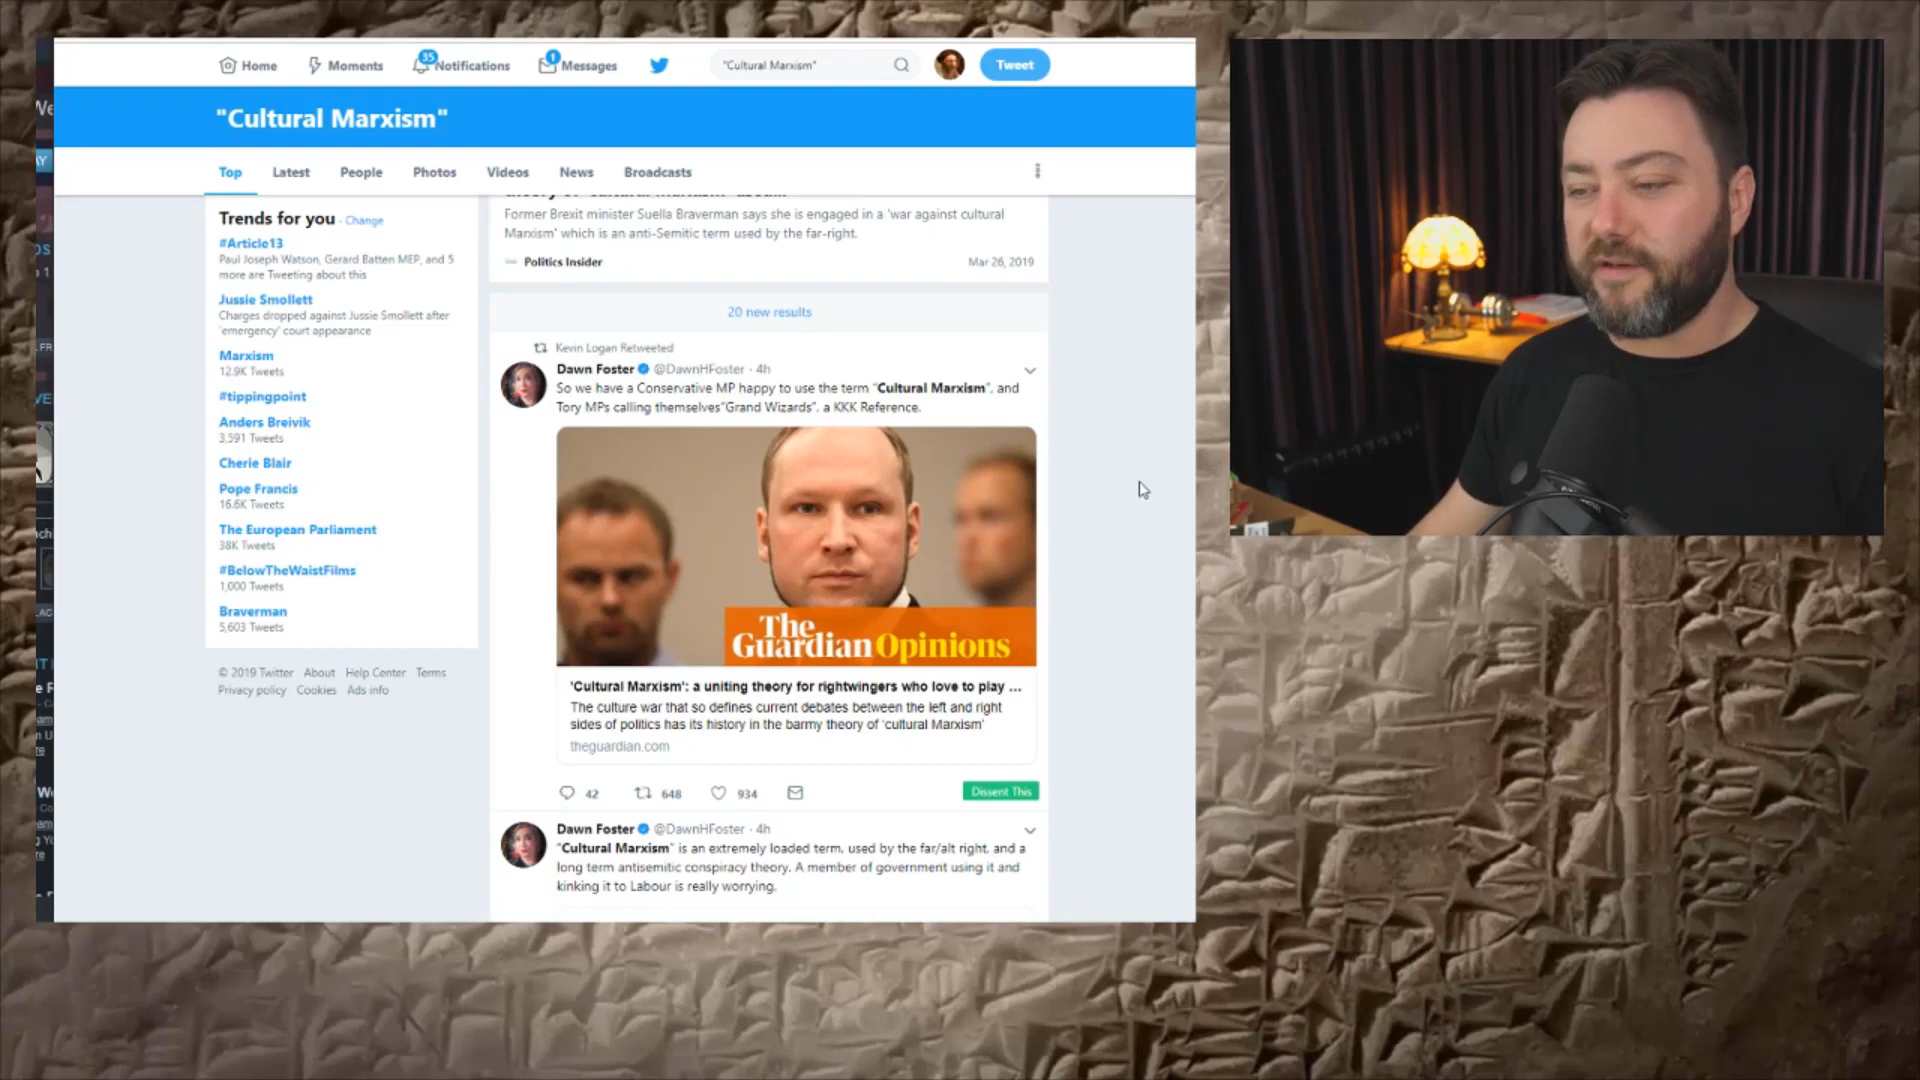 Home Moments 35 Notifications 1 Messages "Cultural Marxism" Tweet
"Cultural Marxism"
Top Latest People Photos Videos News Broadcasts
Trends for you · Change
#Article13
Paul Joseph Watson, Gerard Batten MEP, and 5
more are Tweeting about this
Jussie Smollett
Charges dropped against Jussie Smollett after
'emergency' court appearance
Marxism
12.9K Tweets
#tippingpoint
Anders Breivik
3,591 Tweets
Cherie Blair
Pope Francis
16.6K Tweets
The European Parliament
38K Tweets
#BelowTheWaistFilms
1,000 Tweets
Braverman
5,603 Tweets
© 2019 Twitter About Help Center Terms
Privacy policy Cookies Ads info
Former Brexit minister Suella Braverman says she is engaged in a 'war against cultural
Marxism' which is an anti-Semitic term used by the far-right.
Politics Insider Mar 26, 2019
20 new results
Kevin Logan Retweeted
Dawn Foster @DawnHFoster · 4h
So we have a Conservative MP happy to use the term "Cultural Marxism", and
Tory MPs calling themselves"Grand Wizards", a KKK Reference.
The
Guardian Opinions
'Cultural Marxism': a uniting theory for rightwingers who love to play ...
The culture war that so defines current debates between the left and right
sides of politics has its history in the barmy theory of 'cultural Marxism'
theguardian.com
42 648 934 Dissent This
Dawn Foster @DawnHFoster · 4h
"Cultural Marxism" is an extremely loaded term, used by the far/alt right, and a
long term antisemitic conspiracy theory. A member of government using it and
kinking it to Labour is really worrying.